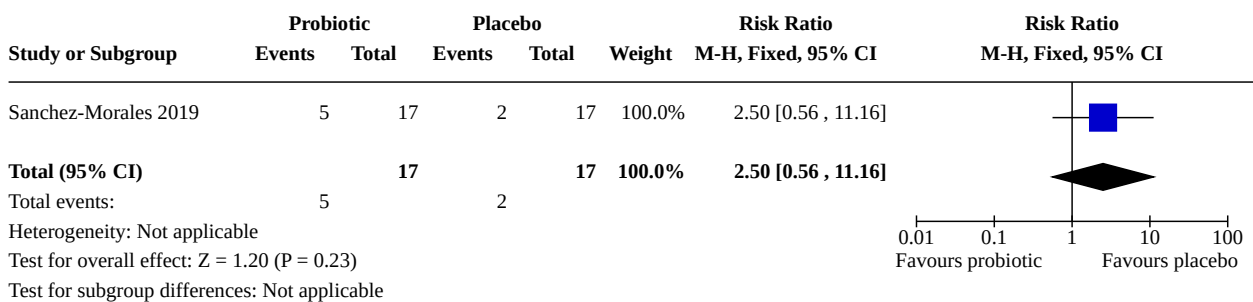 Probiotic Placebo Risk Ratio Risk Ratio
Study or Subgroup Events Total Events Total Weight M-H, Fixed, 95% CI M-H, Fixed, 95% CI
Sanchez-Morales 2019 5 17 2 17 100.0% 2.50 [0.56 , 11.16]
Total (95% CI) 17 17 100.0% 2.50 [0.56 , 11.16]
Total events: 5 2
Heterogeneity: Not applicable
0.01 0.1 1 10 100
Test for overall effect: Z = 1.20 (P = 0.23)
Favours probiotic Favours placebo
Test for subgroup differences: Not applicable